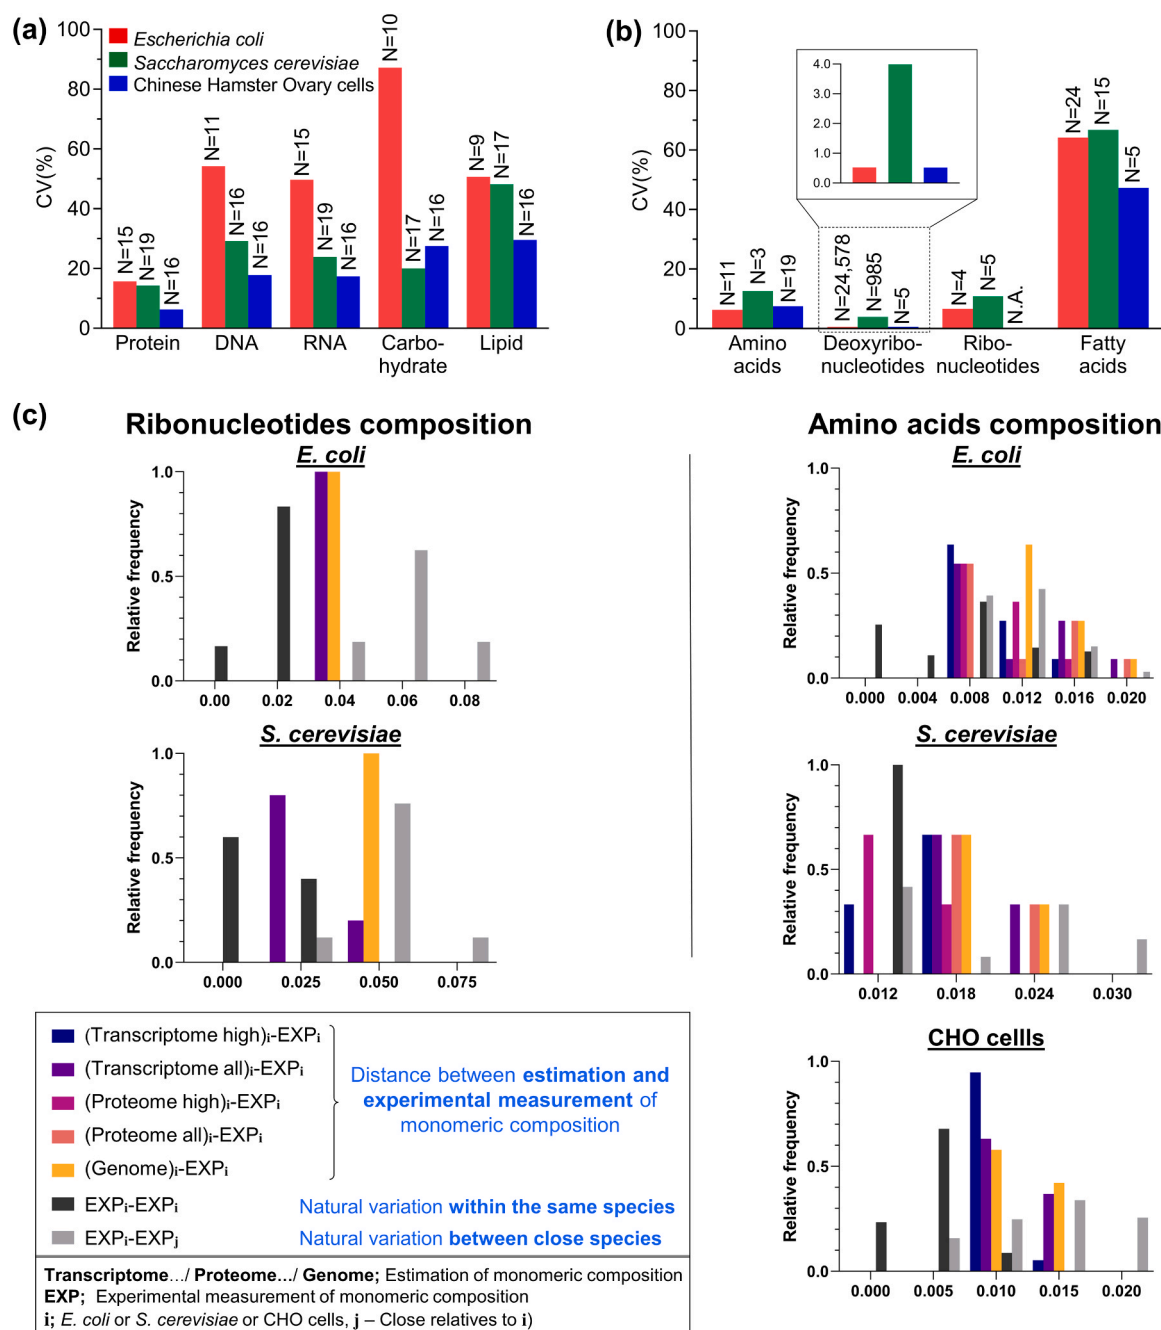 (a)
Escherichia coli
Saccharomyces cerevisiae
Chinese Hamster Ovary cells
CV(%)
100
80
60
40
20
0
N=15
N=19
N=16
N=11
N=16
N=16
N=15
N=19
N=16
N=10
N=17
N=16
N=9
N=17
N=16
Protein
DNA
RNA
Carbo-
hydrate
Lipid
(b)
CV(%)
100
80
60
40
20
0
4.0
3.0
2.0
1.0
0.0
N=11
N=3
N=19
N=24,578
N=985
N=5
N=4
N=5
N.A.
N=24
N=15
N=5
Amino
acids
Deoxyribo-
nucleotides
Ribo-
nucleotides
Fatty
acids
(c)
Ribonucleotides composition
E. coli
Relative frequency
1.0
0.5
0.0
0.00 0.02 0.04 0.06 0.08
S. cerevisiae
Relative frequency
1.0
0.5
0.0
0.000 0.025 0.050 0.075
Amino acids composition
E. coli
Relative frequency
1.0
0.5
0.0
0.000 0.004 0.008 0.012 0.016 0.020
S. cerevisiae
Relative frequency
1.0
0.5
0.0
0.012 0.018 0.024 0.030
CHO cellls
Relative frequency
1.0
0.5
0.0
0.000 0.005 0.010 0.015 0.020
(Transcriptome high)i-EXPi
(Transcriptome all)i-EXPi
(Proteome high)i-EXPi
(Proteome all)i-EXPi
(Genome)i-EXPi
Distance between estimation and
experimental measurement of
monomeric composition
EXPi-EXPi
Natural variation within the same species
EXPi-EXPj
Natural variation between close species
Transcriptome.../ Proteome.../ Genome; Estimation of monomeric composition
EXP; Experimental measurement of monomeric composition
i; E. coli or S. cerevisiae or CHO cells, j – Close relatives to i)